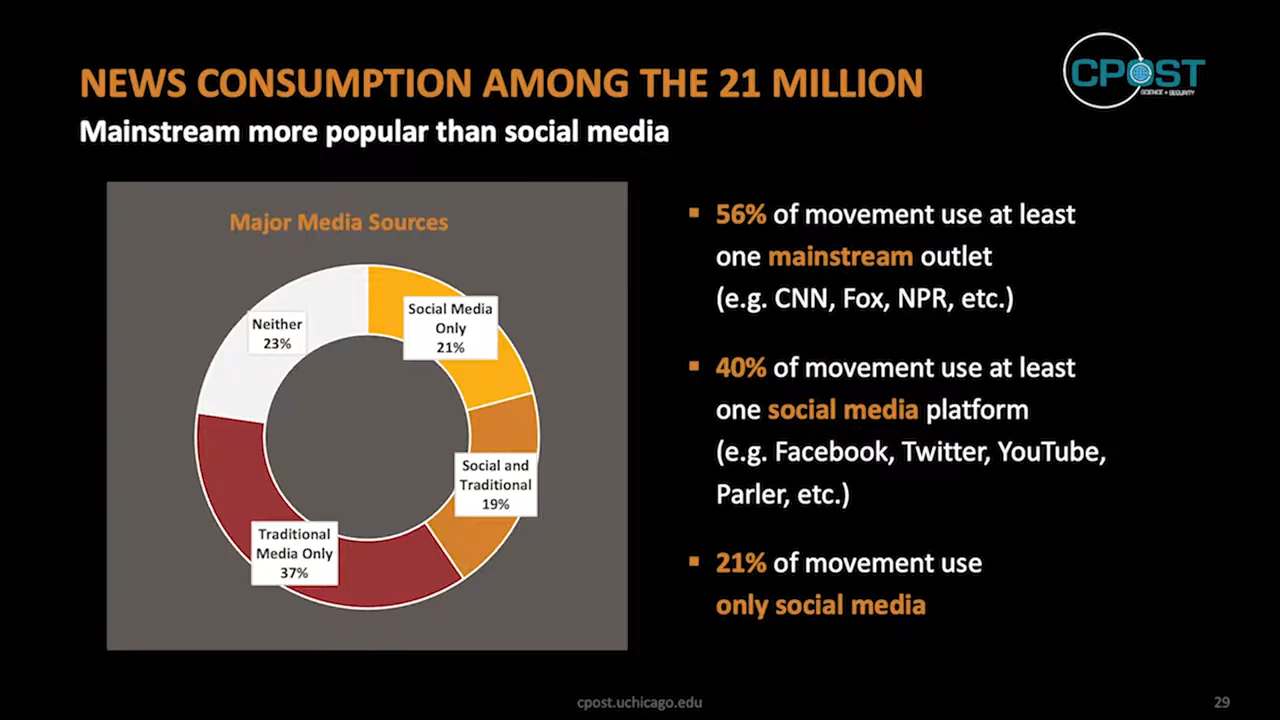 NEWS CONSUMPTION AMONG THE 21 MILLION
Mainstream more popular than social media
CPOST
SCIENCE + SECURITY
Major Media Sources
Neither
23%
Social Media
Only
21%
Social and
Traditional
19%
Traditional
Media Only
37%
▪ 56% of movement use at least
one mainstream outlet
(e.g. CNN, Fox, NPR, etc.)
▪ 40% of movement use at least
one social media platform
(e.g. Facebook, Twitter, YouTube,
Parler, etc.)
▪ 21% of movement use
only social media
cpost.uchicago.edu
29